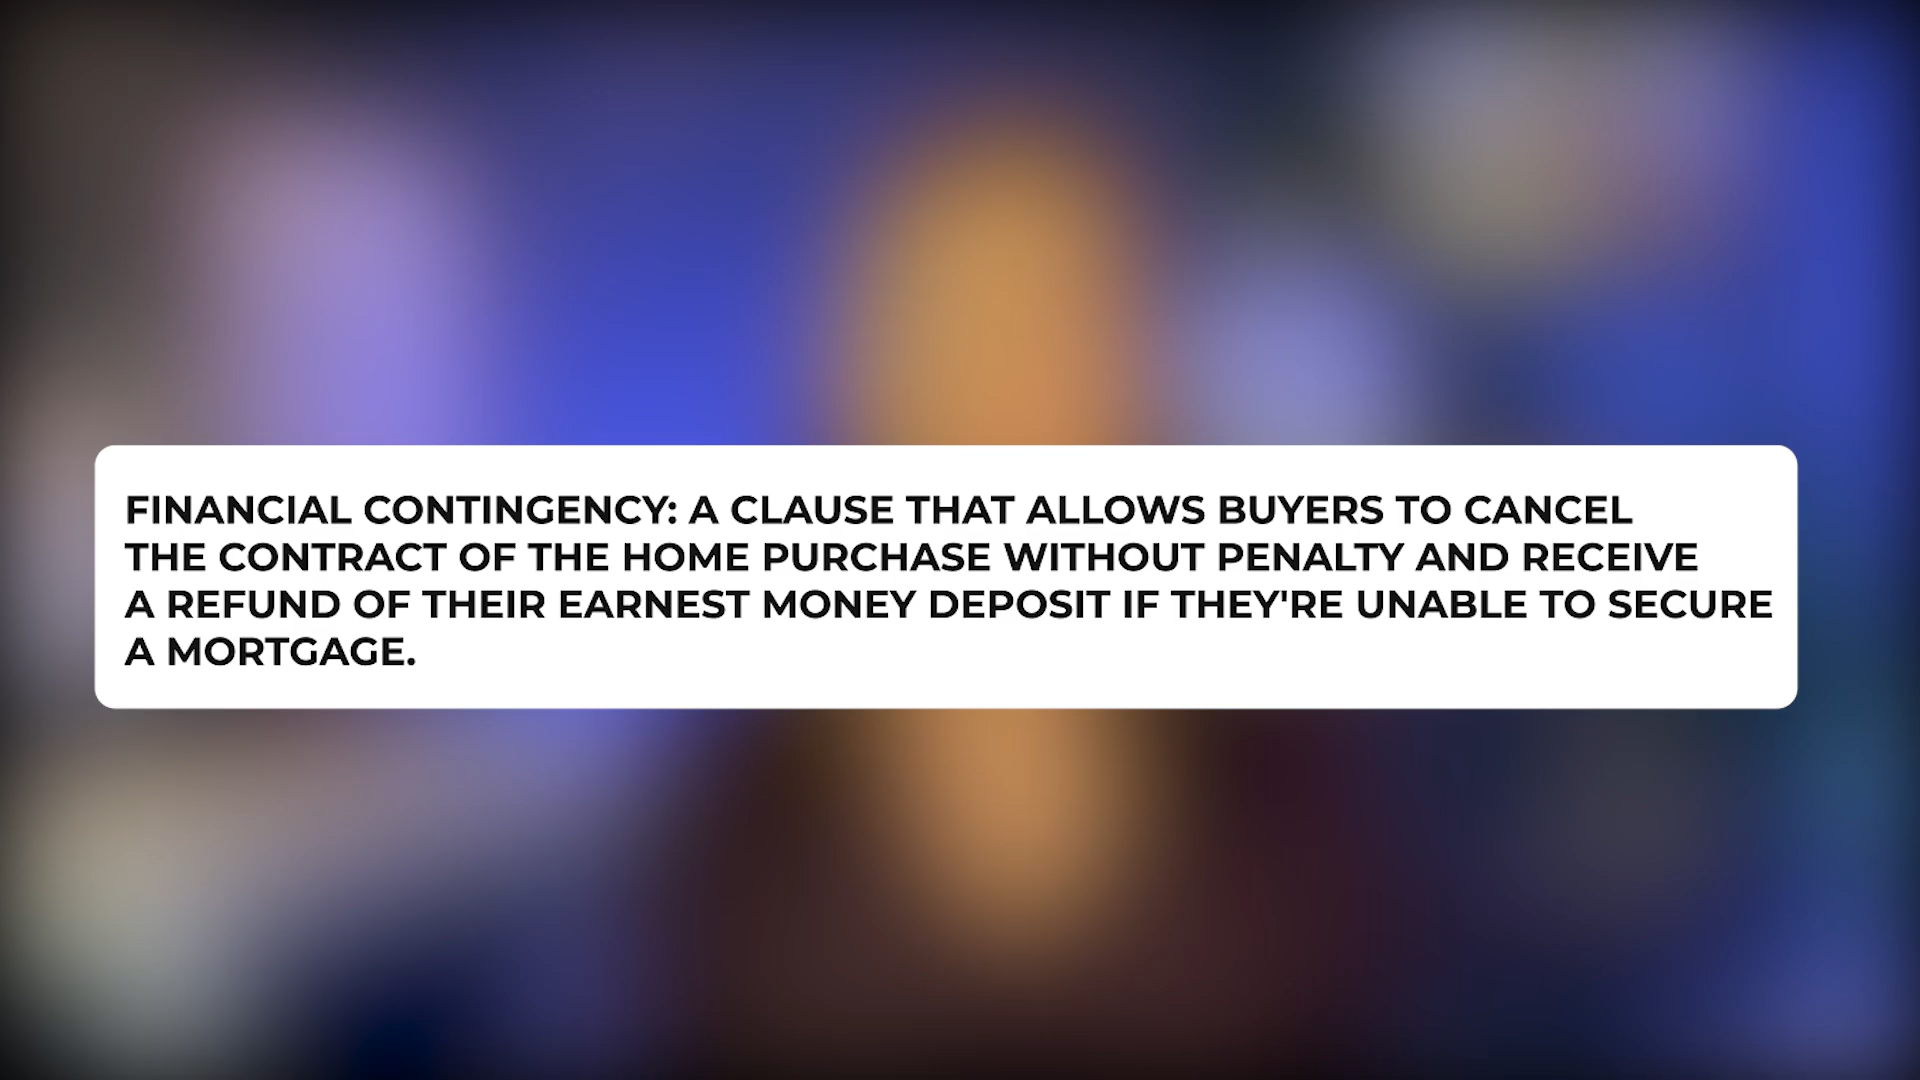 FINANCIAL CONTINGENCY: A CLAUSE THAT ALLOWS BUYERS TO CANCEL
THE CONTRACT OF THE HOME PURCHASE WITHOUT PENALTY AND RECEIVE
A REFUND OF THEIR EARNEST MONEY DEPOSIT IF THEY'RE UNABLE TO SECURE
A MORTGAGE.